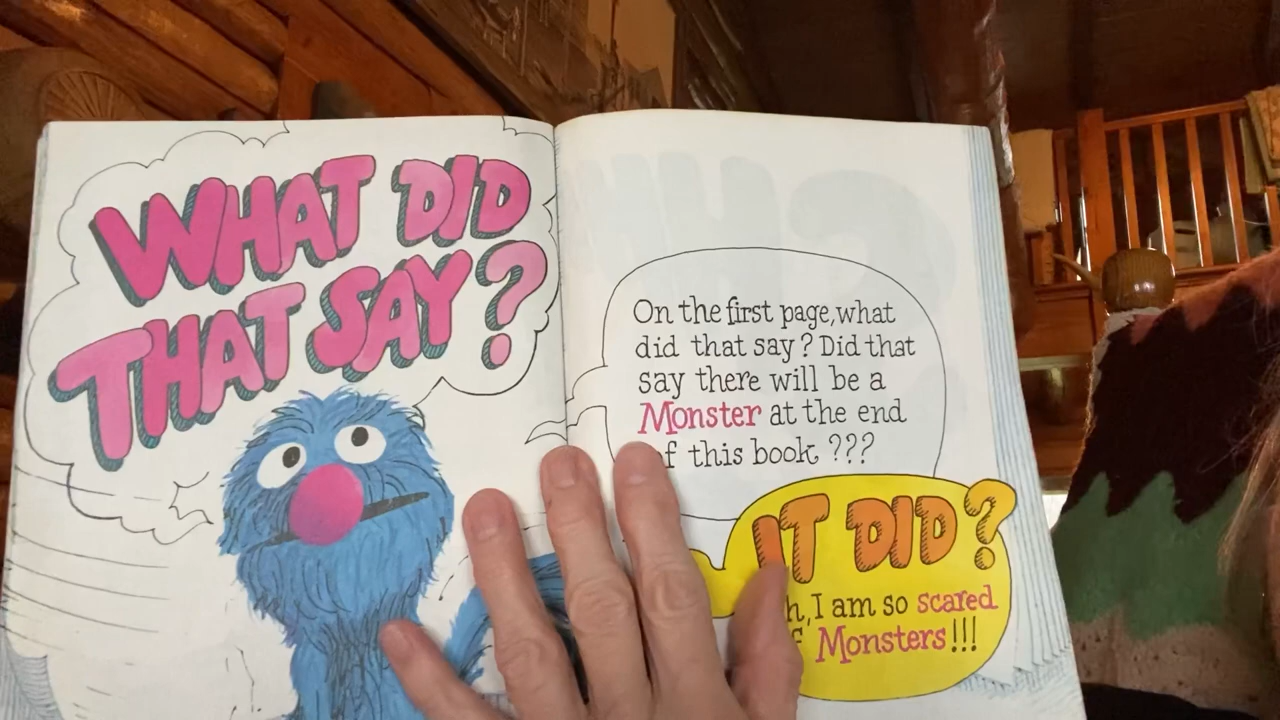 WHAT DID
THAT SAY?
On the first page, what
did that say? Did that
say there will be a
Monster at the end
this book ???
IT DID?
I am so scared
Monsters!!!